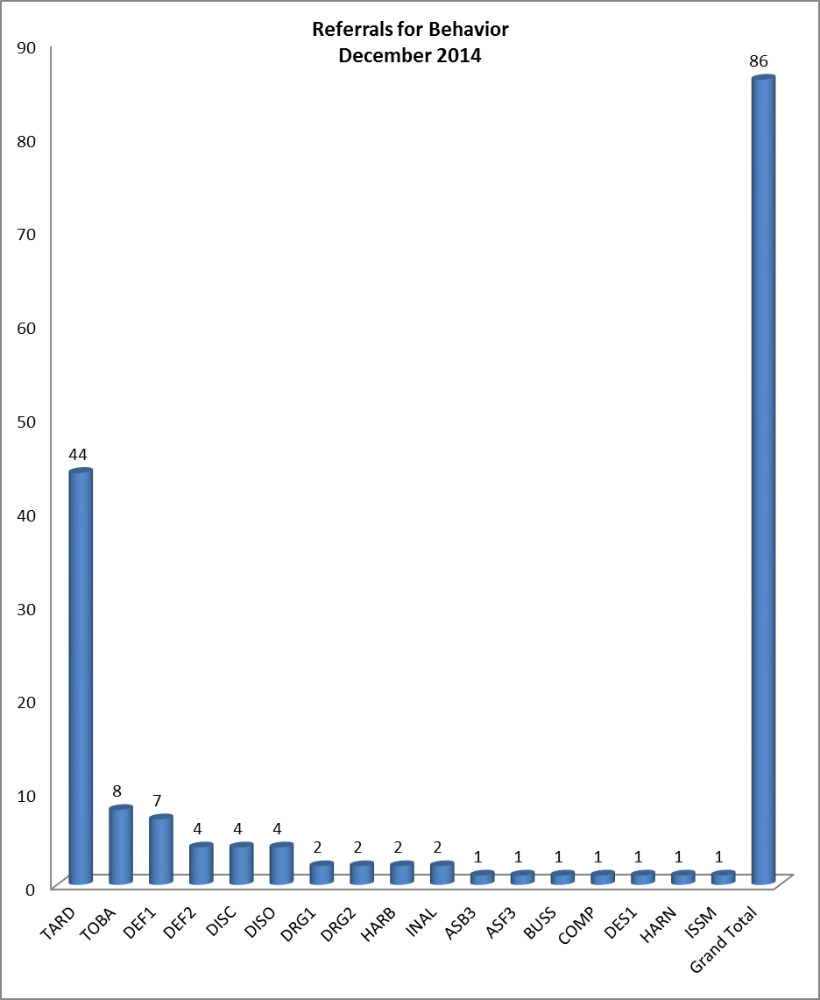 Referrals for Behavior
December 2014
90
80
70
60
50
40
30
20
10
0
44
8
7
4
4
4
2
2
2
2
1
1
1
1
1
1
1
86
TARD
TOBA
DEF1
DEF2
DISC
DISO
DRG1
DRG2
HARB
INAL
ASB3
ASF3
BUSS
COMP
DES1
HARN
ISSM
Grand Total